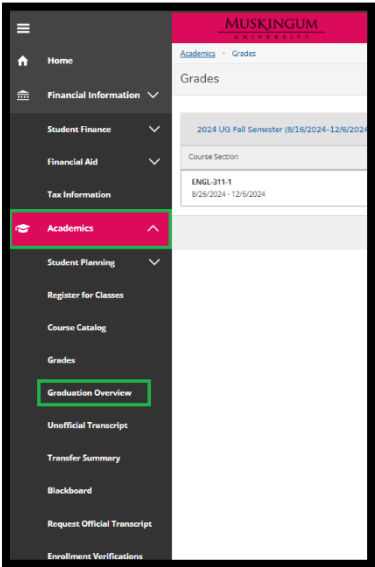 MUSKINGUM
UNIVERSITY
Home
Academics
Grades
Grades
Financial Information
Student Finance
2024 UG Fall Semester (8/16/2024-12/6/2024
Course Section
Financial Aid
ENGL-311-1
8/26/2024 - 12/6/2024
Tax Information
Academics
Student Planning
Register for Classes
Course Catalog
Grades
Graduation Overview
Unofficial Transcript
Transfer Summary
Blackboard
Request Official Transcript
Enrollment Verifications